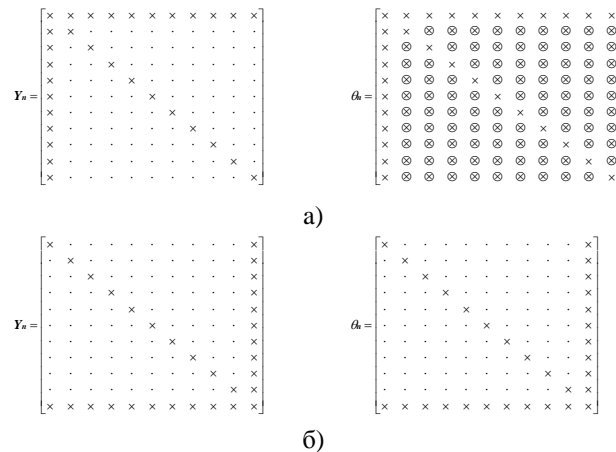 × × × × × × × × × × × × × × × × × × × × × ×
× × · · · · · · · · · × × ⊗ ⊗ ⊗ ⊗ ⊗ ⊗ ⊗ ⊗ ⊗
× · × · · · · · · · · × ⊗ × ⊗ ⊗ ⊗ ⊗ ⊗ ⊗ ⊗ ⊗
× · · × · · · · · · · × ⊗ ⊗ × ⊗ ⊗ ⊗ ⊗ ⊗ ⊗ ⊗
× · · · × · · · · · · × ⊗ ⊗ ⊗ × ⊗ ⊗ ⊗ ⊗ ⊗ ⊗
Yn = × · · · · × · · · · · θn = × ⊗ ⊗ ⊗ ⊗ × ⊗ ⊗ ⊗ ⊗ ⊗
× · · · · · × · · · · × ⊗ ⊗ ⊗ ⊗ ⊗ × ⊗ ⊗ ⊗ ⊗
× · · · · · · × · · · × ⊗ ⊗ ⊗ ⊗ ⊗ ⊗ × ⊗ ⊗ ⊗
× · · · · · · · × · · × ⊗ ⊗ ⊗ ⊗ ⊗ ⊗ ⊗ × ⊗ ⊗
× · · · · · · · · × · × ⊗ ⊗ ⊗ ⊗ ⊗ ⊗ ⊗ ⊗ × ⊗
× · · · · · · · · · × × ⊗ ⊗ ⊗ ⊗ ⊗ ⊗ ⊗ ⊗ ⊗ ×
а)
× · · · · · · · · · × × · · · · · · · · · ×
· × · · · · · · · · × · × · · · · · · · · ×
· · × · · · · · · · × · · × · · · · · · · ×
· · · × · · · · · · × · · · × · · · · · · ×
· · · · × · · · · · × · · · · × · · · · · ×
Yn = · · · · · × · · · · × θn = · · · · · × · · · · ×
· · · · · · × · · · × · · · · · · × · · · ×
· · · · · · · × · · × · · · · · · · × · · ×
· · · · · · · · × · × · · · · · · · · × · ×
· · · · · · · · · × × · · · · · · · · · × ×
× × × × × × × × × × × × × × × × × × × × × ×
б)